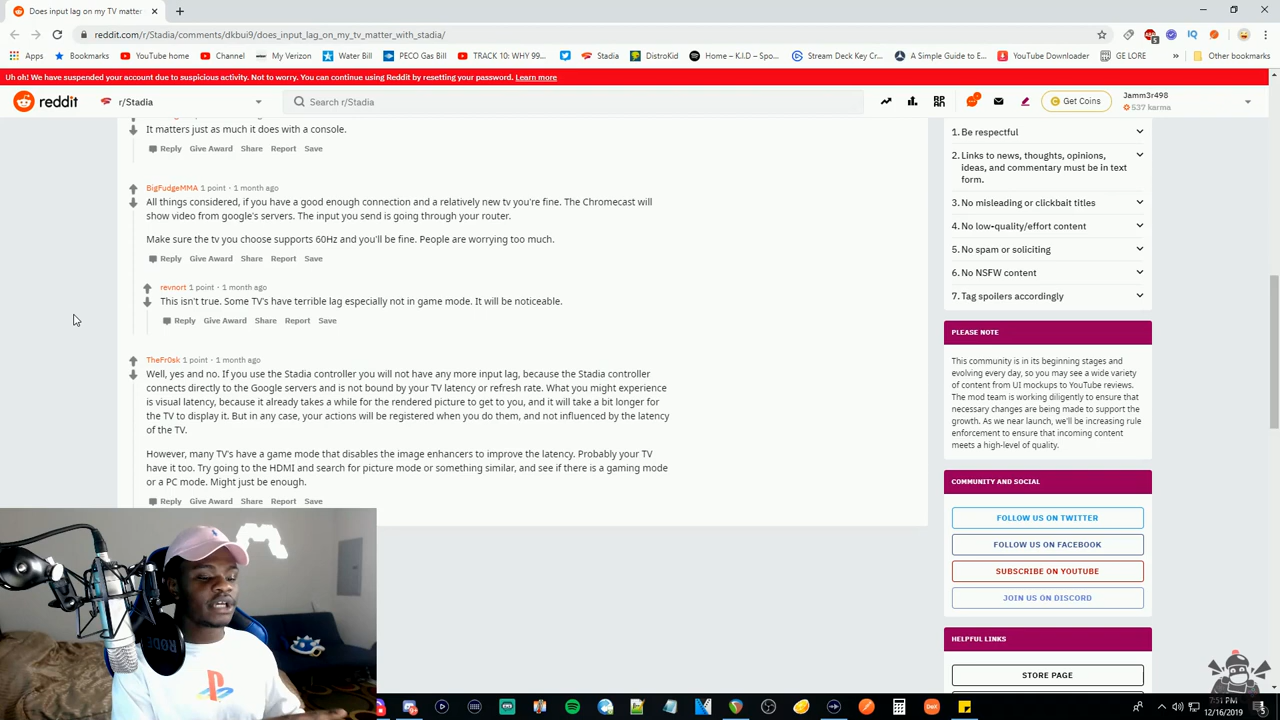 Does input lag on my TV matter
reddit.com/r/Stadia/comments/dkbui9/does_input_lag_on_my_tv_matter_with_stadia/
Apps Bookmarks YouTube home Channel My Verizon Water Bill PECO Gas Bill TRACK 10: WHY 99... Stadia DistroKid Home – K.I.D – Spo... Stream Deck Key Cr... A Simple Guide to E... YouTube Downloader GE LORE » Other bookmarks
Uh oh! We have suspended your account due to suspicious activity. Not to worry. You can continue using Reddit by resetting your password. Learn more
reddit r/Stadia Search r/Stadia Get Coins Jamm3r498
537 karma
It matters just as much it does with a console.
Reply Give Award Share Report Save
BigFudgeMMA 1 point · 1 month ago
All things considered, if you have a good enough connection and a relatively new tv you're fine. The Chromecast will
show video from google's servers. The input you send is going through your router.
Make sure the tv you choose supports 60Hz and you'll be fine. People are worrying too much.
Reply Give Award Share Report Save
revnort 1 point · 1 month ago
This isn't true. Some TV's have terrible lag especially not in game mode. It will be noticeable.
Reply Give Award Share Report Save
TheFr0sk 1 point · 1 month ago
Well, yes and no. If you use the Stadia controller you will not have any more input lag, because the Stadia controller
connects directly to the Google servers and is not bound by your TV latency or refresh rate. What you might experience
is visual latency, because it already takes a while for the rendered picture to get to you, and it will take a bit longer for
the TV to display it. But in any case, your actions will be registered when you do them, and not influenced by the latency
of the TV.
However, many TV's have a game mode that disables the image enhancers to improve the latency. Probably your TV
have it too. Try going to the HDMI and search for picture mode or something similar, and see if there is a gaming mode
or a PC mode. Might just be enough.
Reply Give Award Share Report Save
1. Be respectful
2. Links to news, thoughts, opinions,
ideas, and commentary must be in text
form.
3. No misleading or clickbait titles
4. No low-quality/effort content
5. No spam or soliciting
6. No NSFW content
7. Tag spoilers accordingly
PLEASE NOTE
This community is in its beginning stages and
evolving every day, so you may see a wide variety
of content from UI mockups to YouTube reviews.
The mod team is working diligently to ensure that
necessary changes are being made to support the
growth. As we near launch, we'll be increasing rule
enforcement to ensure that incoming content
meets a high-level of quality.
COMMUNITY AND SOCIAL
FOLLOW US ON TWITTER
FOLLOW US ON FACEBOOK
SUBSCRIBE ON YOUTUBE
JOIN US ON DISCORD
HELPFUL LINKS
STORE PAGE
RODE
7:51 PM
12/16/2019